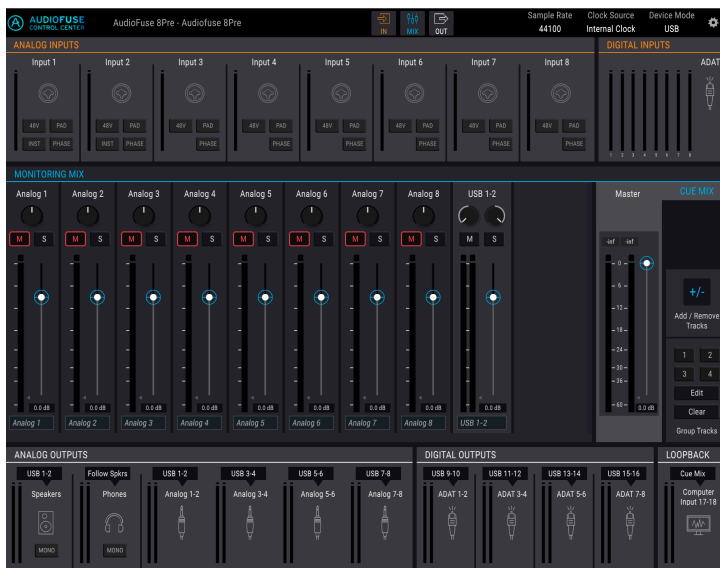 AUDIOFUSE
CONTROL CENTER
AudioFuse 8Pre - Audiofuse 8Pre
IN
MIX
OUT
Sample Rate
44100
Clock Source
Internal Clock
Device Mode
USB
ANALOG INPUTS
DIGITAL INPUTS
Input 1
Input 2
Input 3
Input 4
Input 5
Input 6
Input 7
Input 8
ADAT
48V PAD
48V PAD
48V PAD
48V PAD
48V PAD
48V PAD
48V PAD
48V PAD
INST PHASE
INST PHASE
PHASE
PHASE
PHASE
PHASE
PHASE
PHASE
1 2 3 4 5 6 7 8
MONITORING MIX
CUE MIX
Analog 1
Analog 2
Analog 3
Analog 4
Analog 5
Analog 6
Analog 7
Analog 8
USB 1-2
Master
M S
M S
M S
M S
M S
M S
M S
M S
M S
-inf -inf
0
6
12
18
24
30
36
60
+/-
Add / Remove
Tracks
1 2
3 4
Edit
Clear
Group Tracks
0.0 dB
0.0 dB
0.0 dB
0.0 dB
0.0 dB
0.0 dB
0.0 dB
0.0 dB
0.0 dB
0.0 dB
Analog 1
Analog 2
Analog 3
Analog 4
Analog 5
Analog 6
Analog 7
Analog 8
USB 1-2
ANALOG OUTPUTS
DIGITAL OUTPUTS
LOOPBACK
USB 1-2
Follow Spkrs
USB 1-2
USB 3-4
USB 5-6
USB 7-8
USB 9-10
USB 11-12
USB 13-14
USB 15-16
Cue Mix
Speakers
Phones
Analog 1-2
Analog 3-4
Analog 5-6
Analog 7-8
ADAT 1-2
ADAT 3-4
ADAT 5-6
ADAT 7-8
Computer
Input 17-18
MONO
MONO